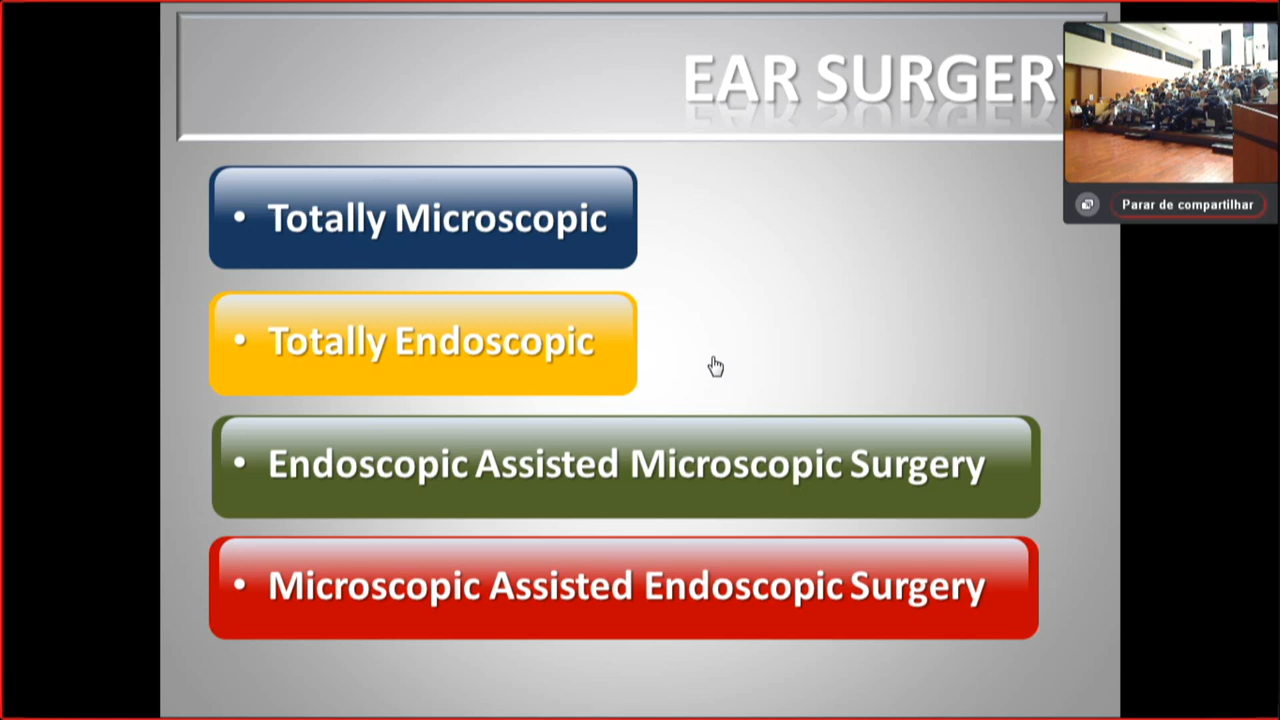 EAR SURGERY
• Totally Microscopic
• Totally Endoscopic
• Endoscopic Assisted Microscopic Surgery
• Microscopic Assisted Endoscopic Surgery
Parar de compartilhar